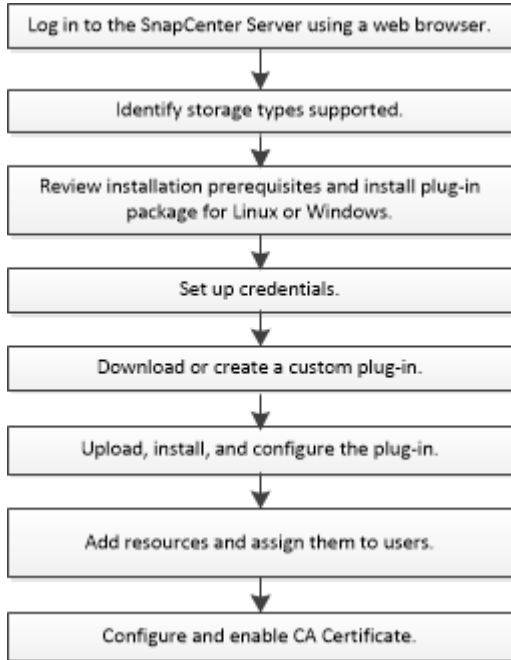 Log in to the SnapCenter Server using a web browser.
Identify storage types supported.
Review installation prerequisites and install plug-in
package for Linux or Windows.
Set up credentials.
Download or create a custom plug-in.
Upload, install, and configure the plug-in.
Add resources and assign them to users.
Configure and enable CA Certificate.